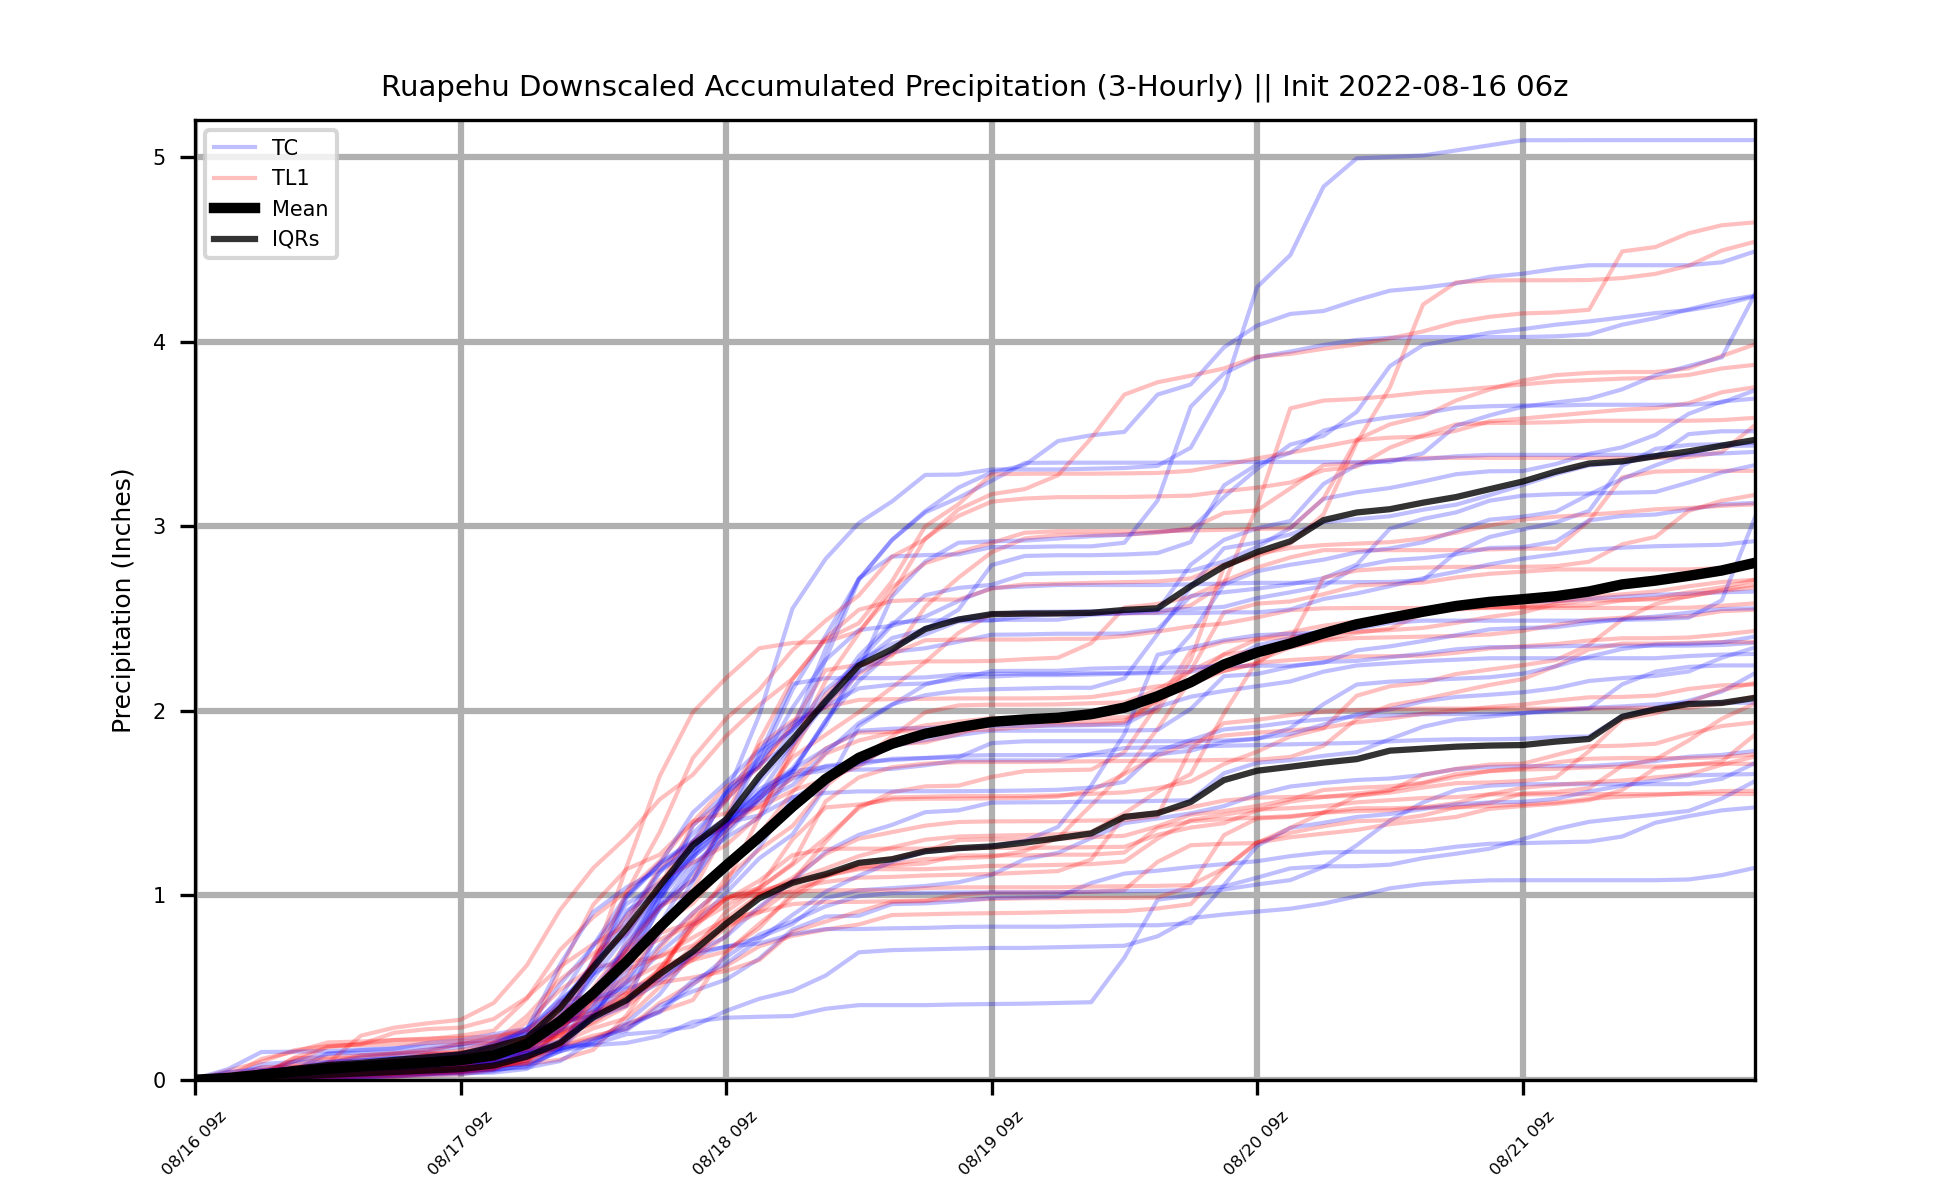 Ruapehu Downscaled Accumulated Precipitation (3-Hourly) || Init 2022-08-16 06z
TC
TL1
Mean
IQRs
Precipitation (Inches)
5
4
3
2
1
0
08/16 09z
08/17 09z
08/18 09z
08/19 09z
08/20 09z
08/21 09z